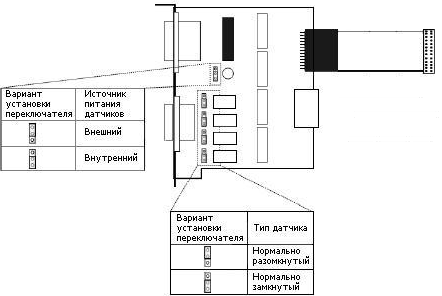 Вариант
установки
переключателя
Источник
питания
датчиков
Внешний
Внутренний
Вариант
установки
переключателя
Тип датчика
Нормально
разомкнутый
Нормально
замкнутый